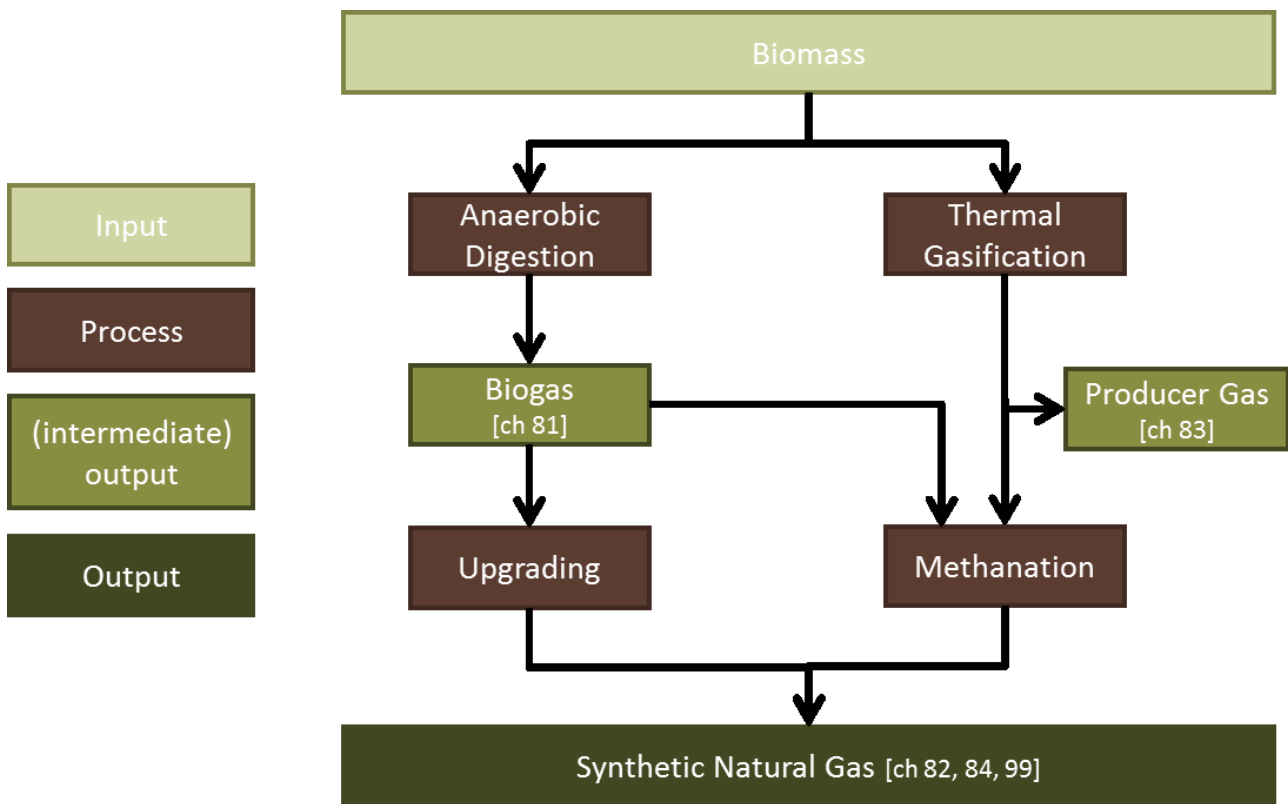 Biomass
Input
Process
(intermediate)
output
Output
Anaerobic
Digestion
Thermal
Gasification
Biogas
[ch 81]
Producer Gas
[ch 83]
Upgrading
Methanation
Synthetic Natural Gas [ch 82, 84, 99]